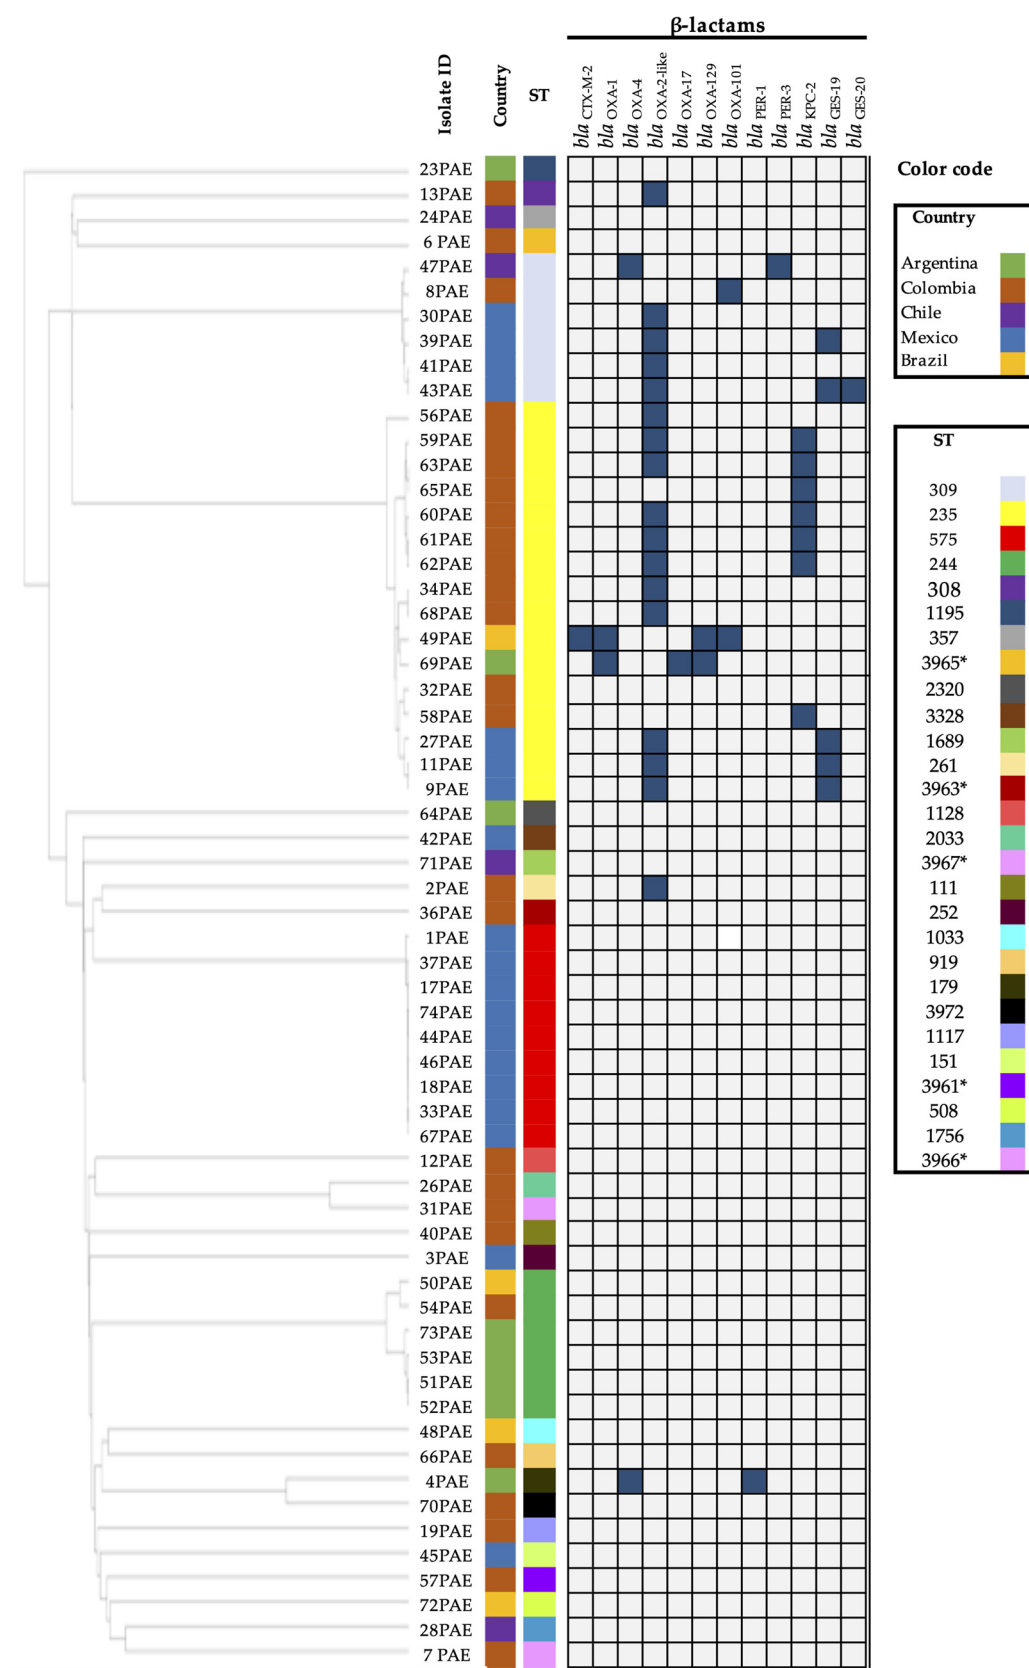 β-lactams
Isolate ID
Country
ST
bla CTX-M-2
bla OXA-1
bla OXA-4
bla OXA-2-like
bla OXA-17
bla OXA-129
bla OXA-101
bla PER-1
bla PER-3
bla KPC-2
bla GES-19
bla GES-20
23PAE
13PAE
24PAE
6 PAE
47PAE
8PAE
30PAE
39PAE
41PAE
43PAE
56PAE
59PAE
63PAE
65PAE
60PAE
61PAE
62PAE
34PAE
68PAE
49PAE
69PAE
32PAE
58PAE
27PAE
11PAE
9PAE
64PAE
42PAE
71PAE
2PAE
36PAE
1PAE
37PAE
17PAE
74PAE
44PAE
46PAE
18PAE
33PAE
67PAE
12PAE
26PAE
31PAE
40PAE
3PAE
50PAE
54PAE
73PAE
53PAE
51PAE
52PAE
48PAE
66PAE
4PAE
70PAE
19PAE
45PAE
57PAE
72PAE
28PAE
7 PAE
Color code
Country
Argentina
Colombia
Chile
Mexico
Brazil
ST
309
235
575
244
308
1195
357
3965*
2320
3328
1689
261
3963*
1128
2033
3967*
111
252
1033
919
179
3972
1117
151
3961*
508
1756
3966*